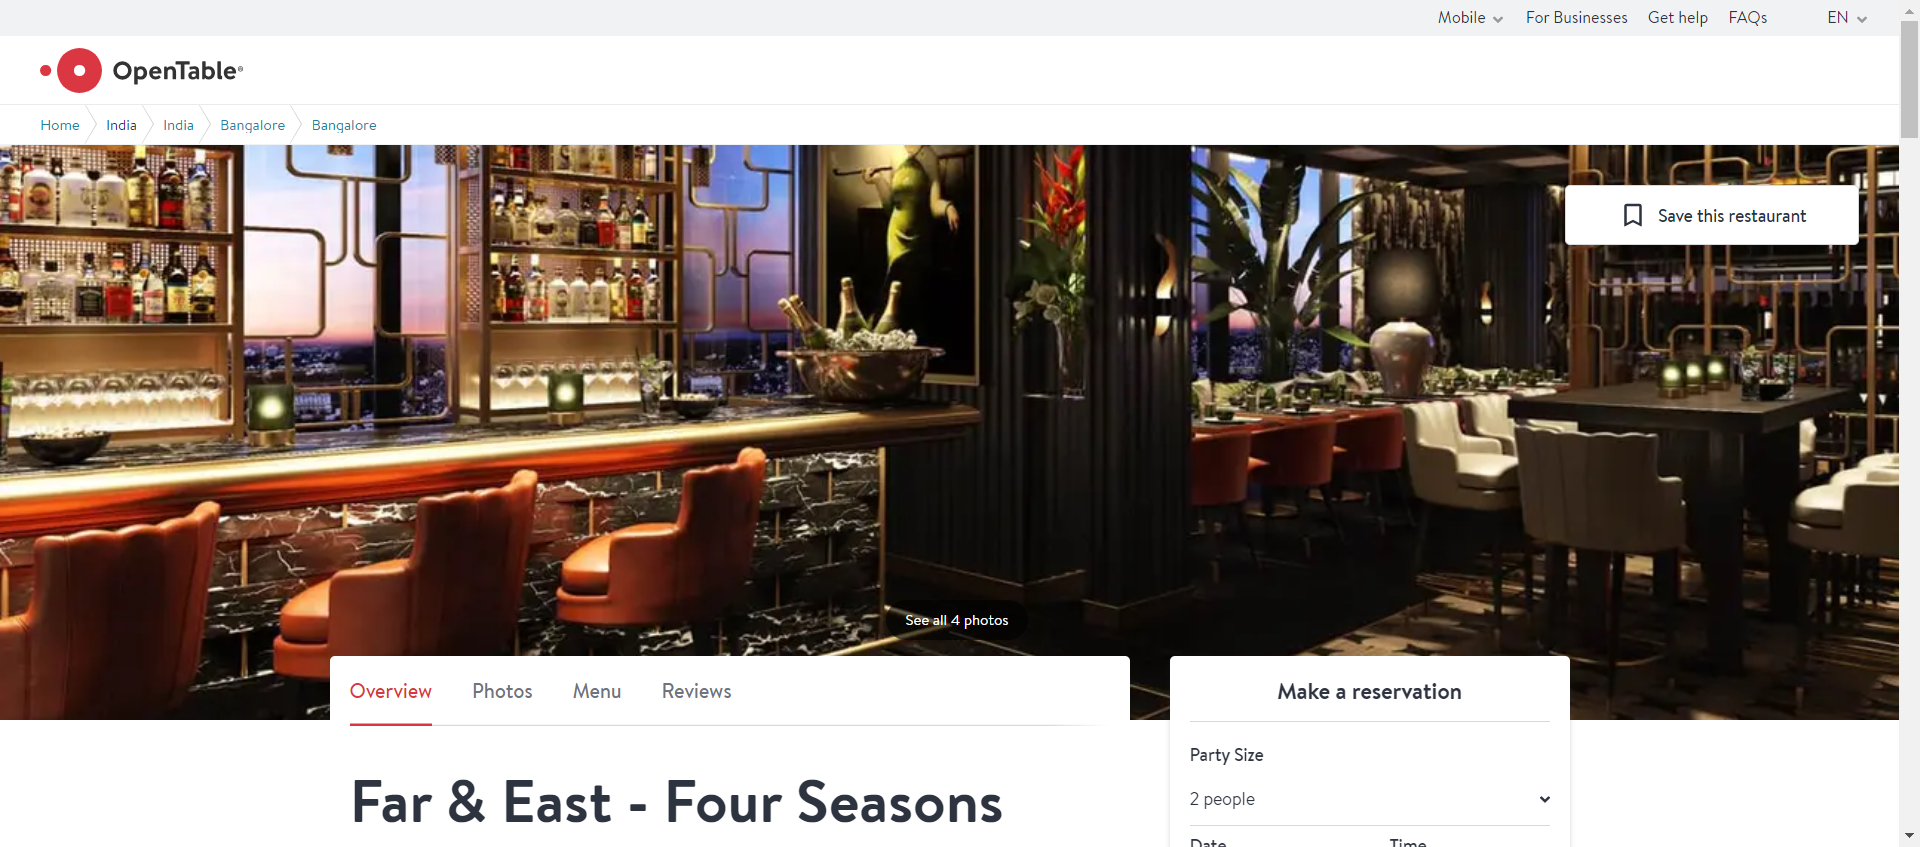 Mobile For Businesses Get help FAQs EN
OpenTable®
Home India India Bangalore Bangalore
Save this restaurant
See all 4 photos
Overview Photos Menu Reviews
Make a reservation
Party Size
2 people
Far & East - Four Seasons
Date Time